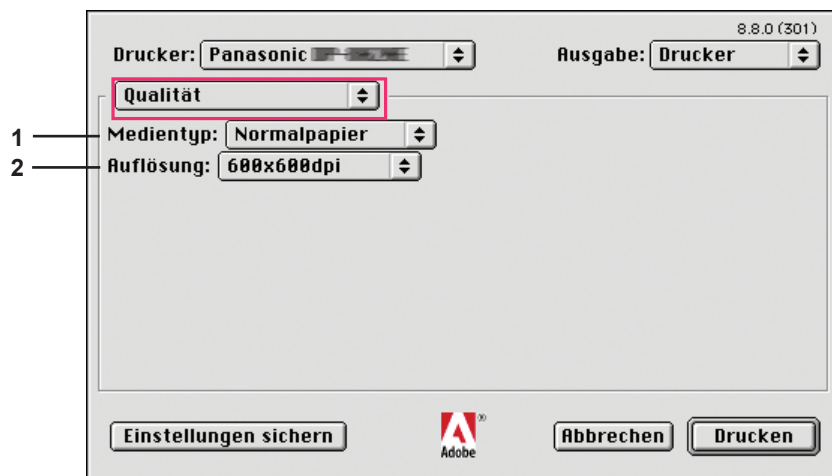 8.8.0 (301)
Drucker: Panasonic
Ausgabe: Drucker
Qualität
1 Medientyp: Normalpapier
2 Auflösung: 600x600dpi
Einstellungen sichern
Adobe ®
Abbrechen
Drucken